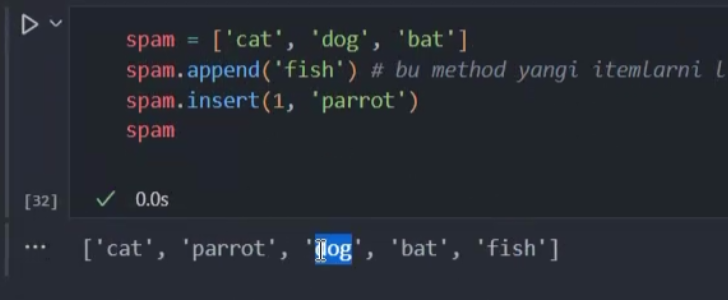 spam = ['cat', 'dog', 'bat']
spam.append('fish') # bu method yangi itemlarni
spam.insert(1, 'parrot')
spam
[32] ✓ 0.0s
... ['cat', 'parrot', 'dog', 'bat', 'fish']